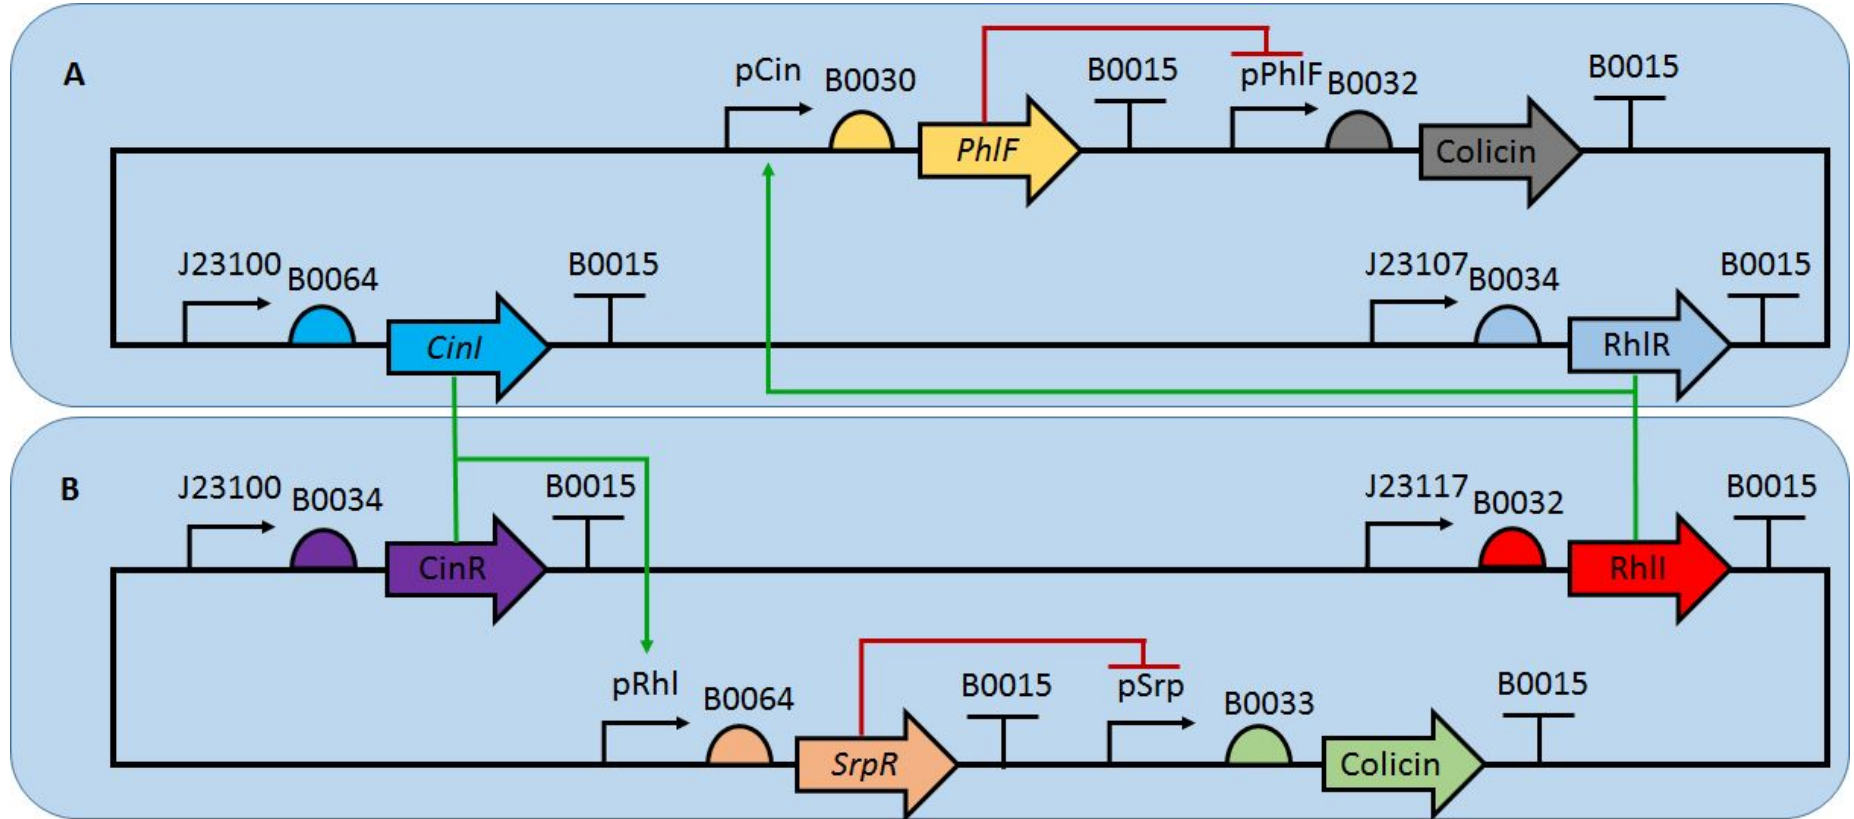 A
pCin
B0030
PhlF
B0015
pPhlF
B0032
Colicin
B0015
J23100
B0064
CinI
B0015
J23107
B0034
RhlR
B0015
B
J23100
B0034
CinR
B0015
J23117
B0032
RhlI
B0015
pRhl
B0064
SrpR
B0015
pSrp
B0033
Colicin
B0015